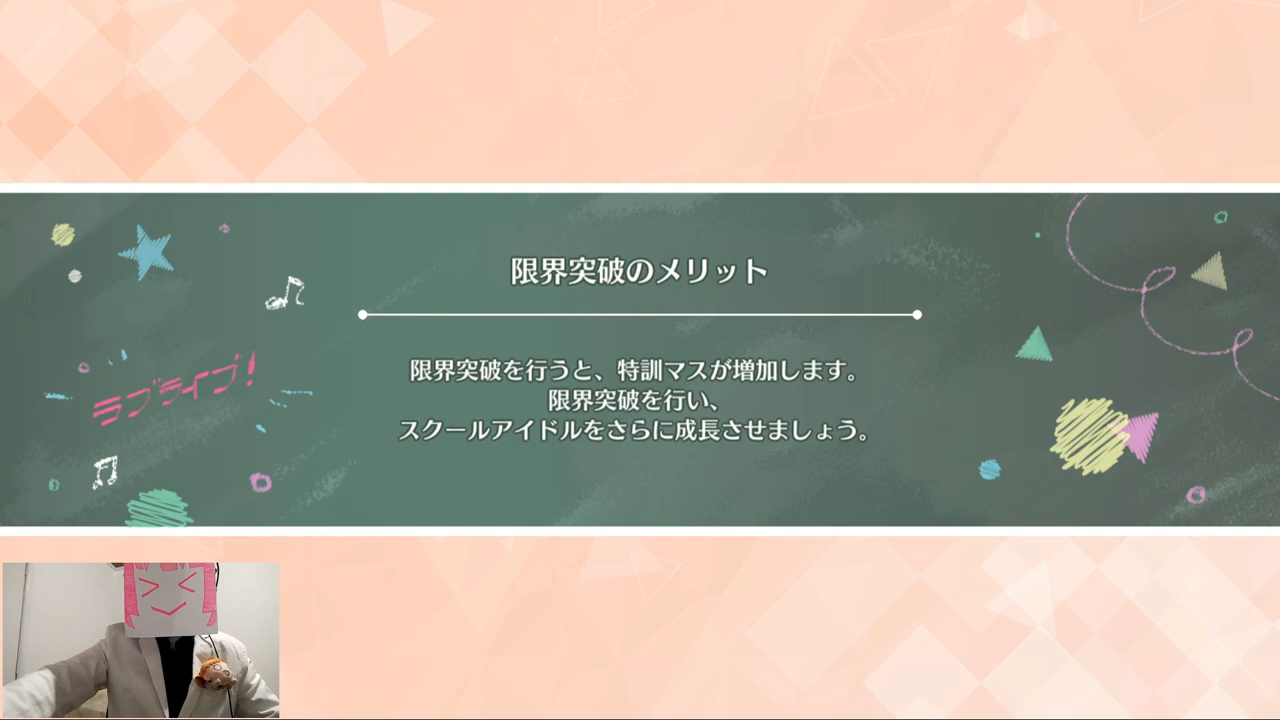 限界突破のメリット
限界突破を行うと、特訓マスが増加します。
限界突破を行い、
スクールアイドルをさらに成長させましょう。
ラブライブ!